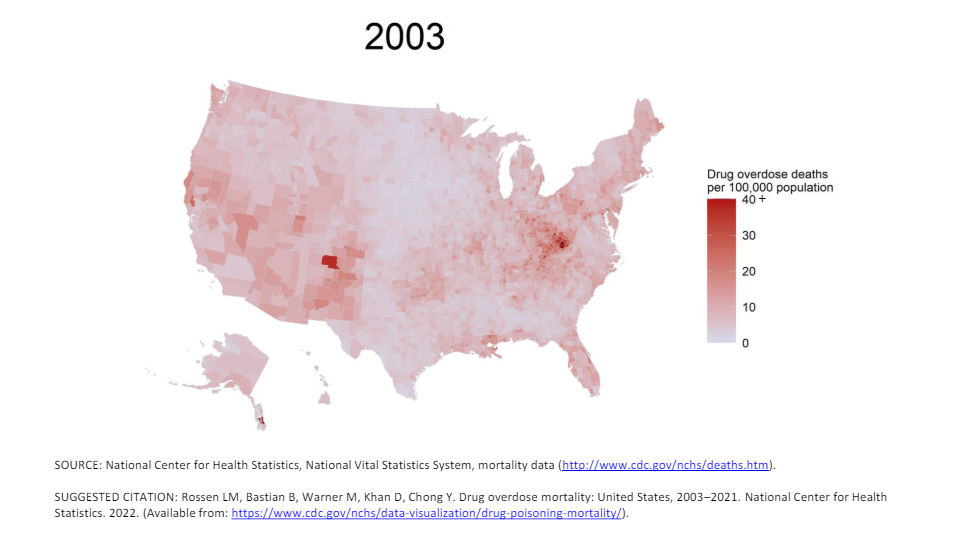 2003
Drug overdose deaths
per 100,000 population
40 +
30
20
10
0
SOURCE: National Center for Health Statistics, National Vital Statistics System, mortality data (http://www.cdc.gov/nchs/deaths.htm).
SUGGESTED CITATION: Rossen LM, Bastian B, Warner M, Khan D, Chong Y. Drug overdose mortality: United States, 2003–2021. National Center for Health
Statistics. 2022. (Available from: https://www.cdc.gov/nchs/data-visualization/drug-poisoning-mortality/).